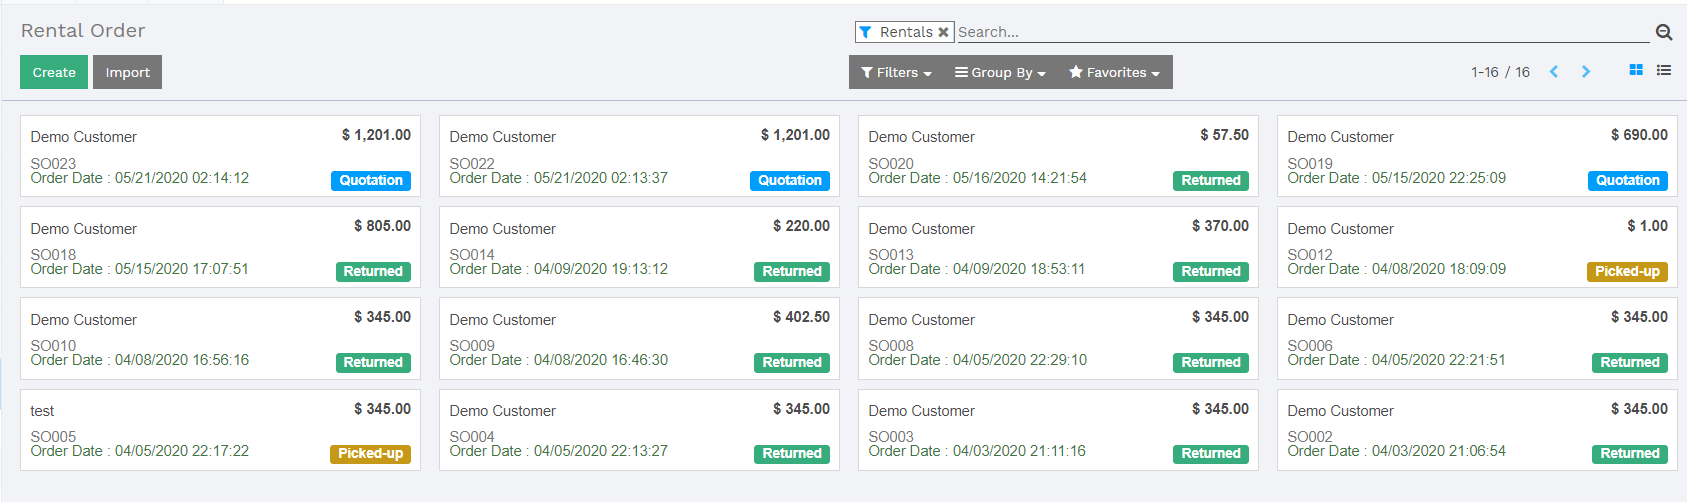 Rental Order
Rentals
Search...
Create
Import
Filters
Group By
Favorites
1-16 / 16
Demo Customer
$ 1,201.00
SO023
Order Date : 05/21/2020 02:14:12
Quotation
Demo Customer
$ 1,201.00
SO022
Order Date : 05/21/2020 02:13:37
Quotation
Demo Customer
$ 57.50
SO020
Order Date : 05/16/2020 14:21:54
Returned
Demo Customer
$ 690.00
SO019
Order Date : 05/15/2020 22:25:09
Quotation
Demo Customer
$ 805.00
SO018
Order Date : 05/15/2020 17:07:51
Returned
Demo Customer
$ 220.00
SO014
Order Date : 04/09/2020 19:13:12
Returned
Demo Customer
$ 370.00
SO013
Order Date : 04/09/2020 18:53:11
Returned
Demo Customer
$ 1.00
SO012
Order Date : 04/08/2020 18:09:09
Picked-up
Demo Customer
$ 345.00
SO010
Order Date : 04/08/2020 16:56:16
Returned
Demo Customer
$ 402.50
SO009
Order Date : 04/08/2020 16:46:30
Returned
Demo Customer
$ 345.00
SO008
Order Date : 04/05/2020 22:29:10
Returned
Demo Customer
$ 345.00
SO006
Order Date : 04/05/2020 22:21:51
Returned
test
$ 345.00
SO005
Order Date : 04/05/2020 22:17:22
Picked-up
Demo Customer
$ 345.00
SO004
Order Date : 04/05/2020 22:13:27
Returned
Demo Customer
$ 345.00
SO003
Order Date : 04/03/2020 21:11:16
Returned
Demo Customer
$ 345.00
SO002
Order Date : 04/03/2020 21:06:54
Returned